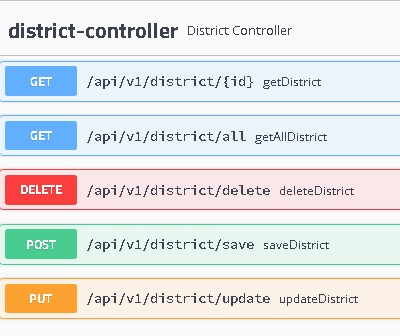 district-controller District Controller
GET /api/v1/district/{id} getDistrict
GET /api/v1/district/all getAllDistrict
DELETE /api/v1/district/delete deleteDistrict
POST /api/v1/district/save saveDistrict
PUT /api/v1/district/update updateDistrict